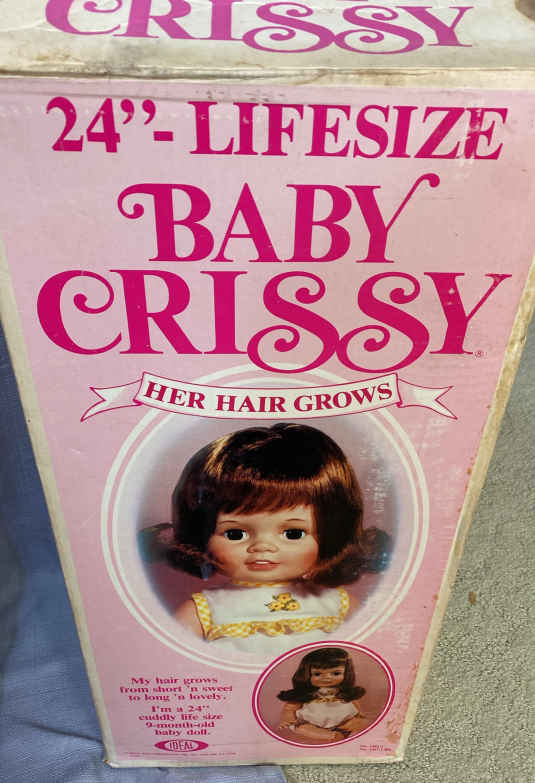 CRISSY
24"- LIFESIZE
BABY
CRISSY®
HER HAIR GROWS
My hair grows
from short 'n sweet
to long 'n lovely.
I'm a 24"
cuddly life size
9-month-old
baby doll.
IDEAL